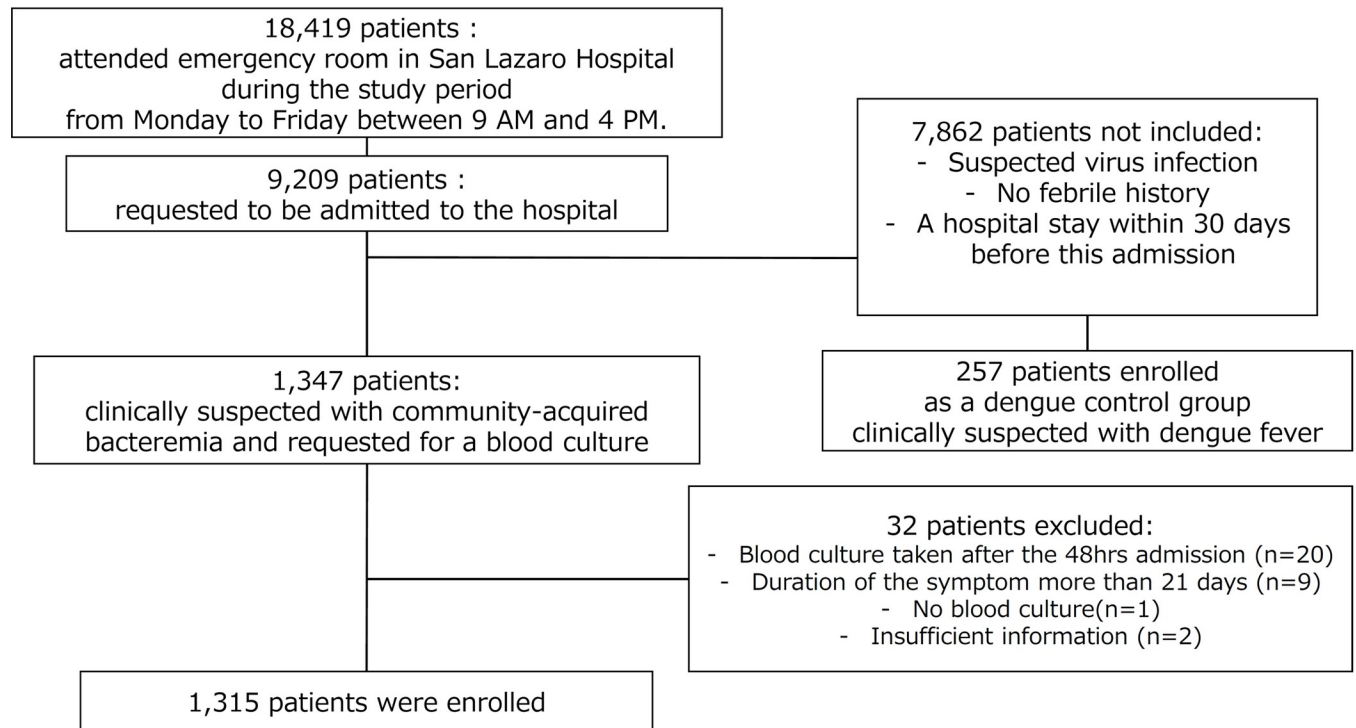 18,419 patients :
attended emergency room in San Lazaro Hospital
during the study period
from Monday to Friday between 9 AM and 4 PM.
9,209 patients :
requested to be admitted to the hospital
7,862 patients not included:
- Suspected virus infection
- No febrile history
- A hospital stay within 30 days
before this admission
1,347 patients:
clinically suspected with community-acquired
bacteremia and requested for a blood culture
257 patients enrolled
as a dengue control group
clinically suspected with dengue fever
32 patients excluded:
- Blood culture taken after the 48hrs admission (n=20)
- Duration of the symptom more than 21 days (n=9)
- No blood culture(n=1)
- Insufficient information (n=2)
1,315 patients were enrolled